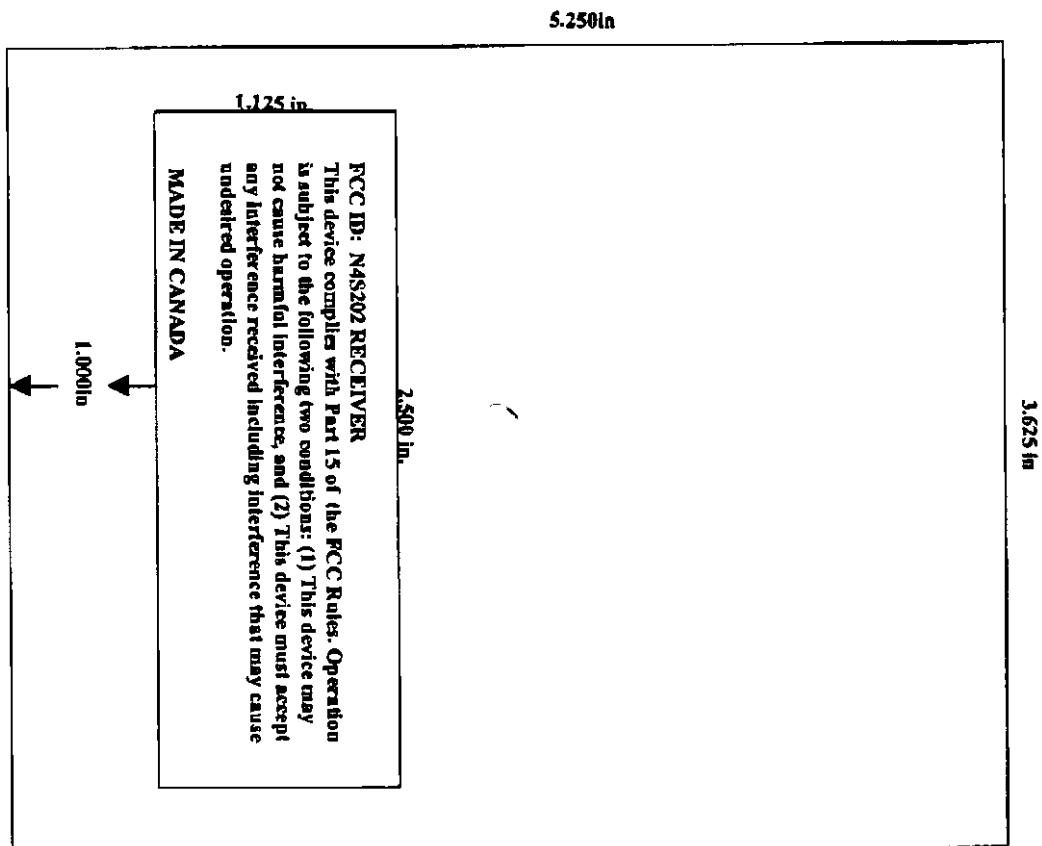 5.250in
3.625 in
1.125 in.
2.500 in.
FCC ID: N4S202 RECEIVER
This device complies with Part 15 of the FCC Rules. Operation
is subject to the following two conditions: (1) This device may
not cause harmful interference, and (2) This device must accept
any interference received including interference that may cause
undesired operation.
MADE IN CANADA
1.000in